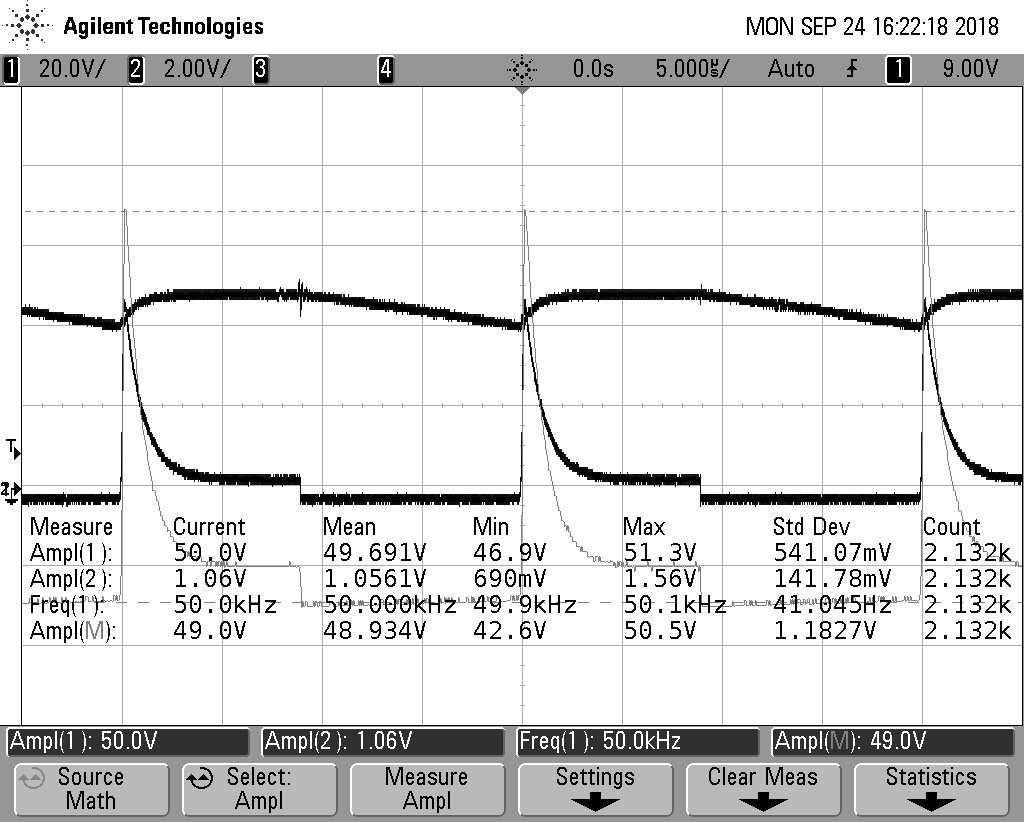 Agilent Technologies MON SEP 24 16:22:18 2018
1 20.0V/ 2 2.00V/ 3 4 0.0s 5.000µs/ Auto 1 9.00V
T
2
Measure Current Mean Min Max Std Dev Count
Ampl(1): 50.0V 49.691V 46.9V 51.3V 541.07mV 2.132k
Ampl(2): 1.06V 1.0561V 690mV 1.56V 141.78mV 2.132k
Freq(1): 50.0kHz 50.000kHz 49.9kHz 50.1kHz 41.045Hz 2.132k
Ampl(M): 49.0V 48.934V 42.6V 50.5V 1.1827V 2.132k
Ampl(1): 50.0V Ampl(2): 1.06V Freq(1): 50.0kHz Ampl(M): 49.0V
Source Select: Measure Settings Clear Meas Statistics
Math Ampl Ampl